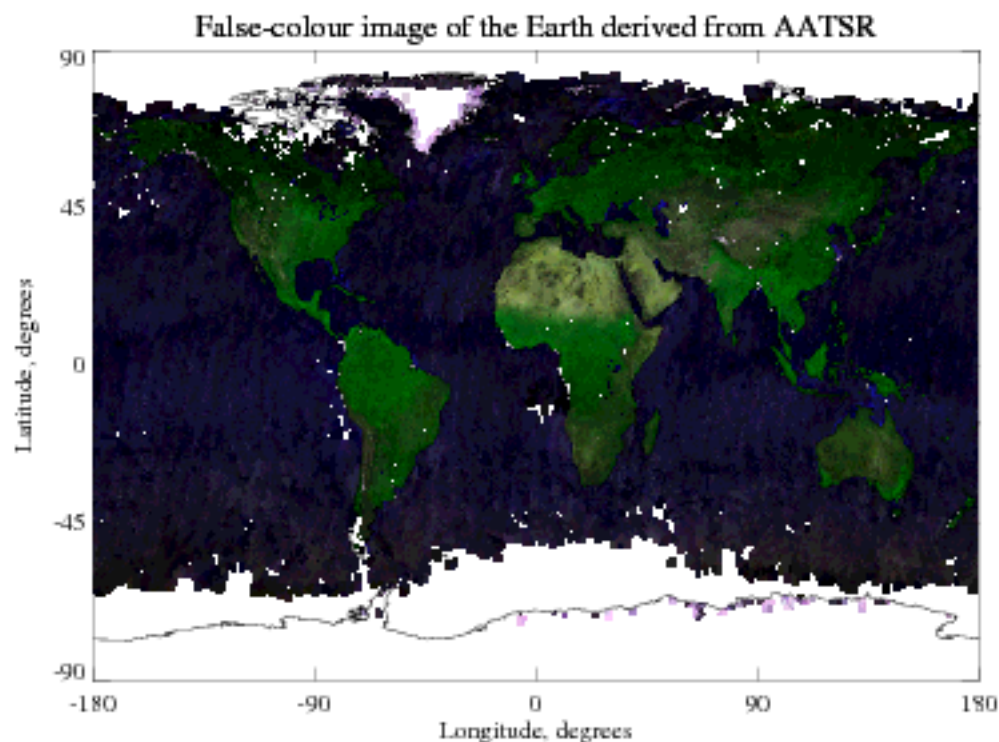 False-colour image of the Earth derived from AATSR
90
45
0
-45
-90
Latitude, degrees
-180 -90 0 90 180
Longitude, degrees